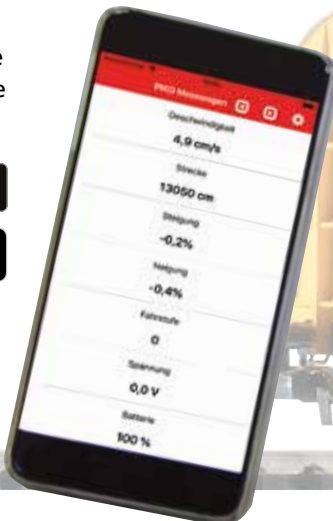 e
e
PIKO Messwagen
Geschwindigkeit
4,9 cm/s
Strecke
13050 cm
Steigung
-0,2%
Neigung
-0,4%
Fahrstufe
0
Spannung
0,0 V
Batterie
100 %